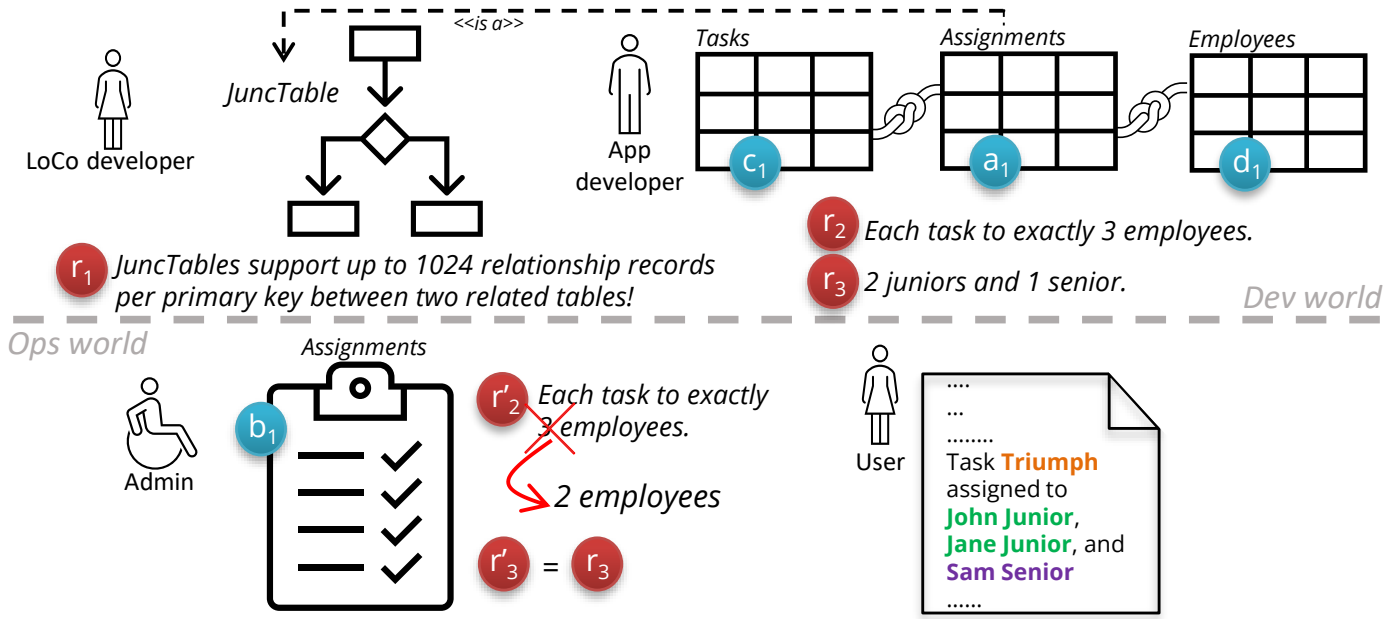 <<is a>>
JuncTable
LoCo developer
App
developer
Tasks
Assignments
Employees
c1
a1
d1
r2 Each task to exactly 3 employees.
r3 2 juniors and 1 senior.
r1 JuncTables support up to 1024 relationship records
per primary key between two related tables!
Dev world
Ops world
Admin
Assignments
b1
r'2 Each task to exactly
3 employees.
2 employees
r'3 = r3
User
....
...
........
Task Triumph
assigned to
John Junior,
Jane Junior, and
Sam Senior
......